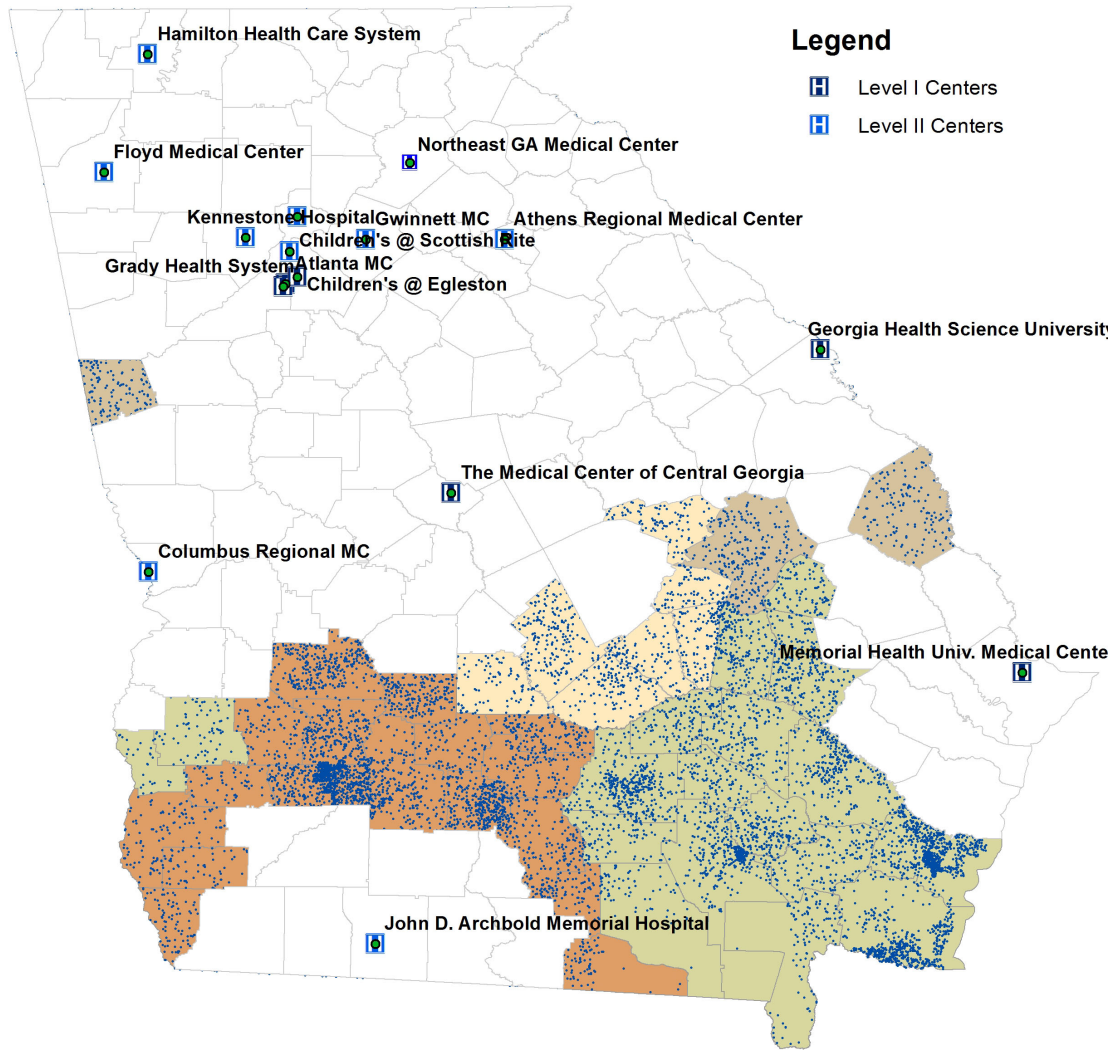 Hamilton Health Care System
Legend
H Level I Centers
H Level II Centers
Northeast GA Medical Center
Floyd Medical Center
Kennestone Hospital
Gwinnett MC
Athens Regional Medical Center
Children's @ Scottish Rite
Grady Health System
Atlanta MC
Children's @ Egleston
Georgia Health Science University
The Medical Center of Central Georgia
Columbus Regional MC
Memorial Health Univ. Medical Cente
John D. Archbold Memorial Hospital